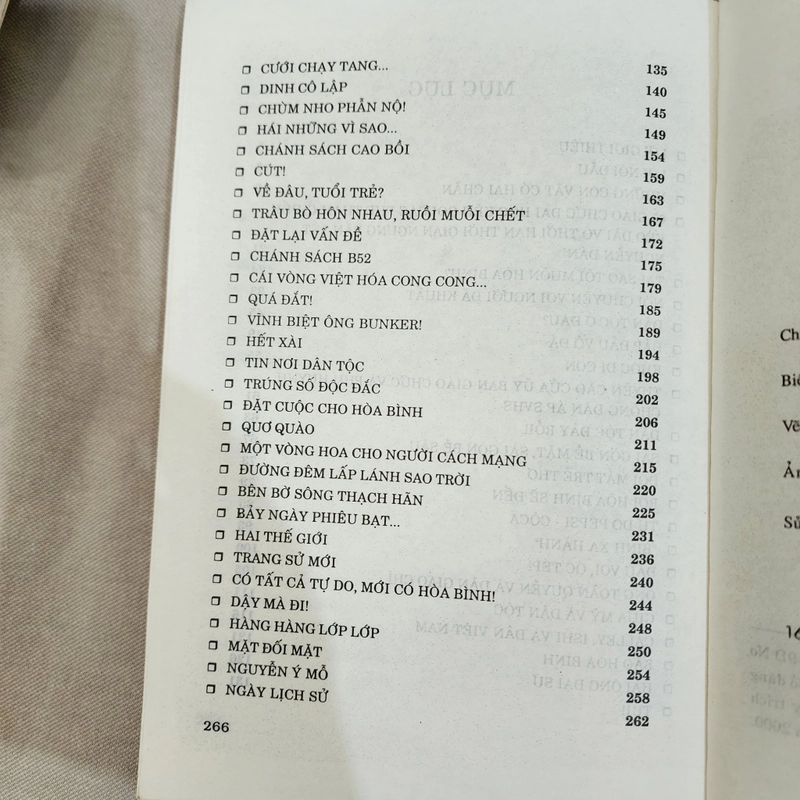 ❒ CƯỚI CHẠY TANG... 135
❒ DINH CÔ LẬP 140
❒ CHÙM NHO PHẪN NỘ! 145
❒ HÁI NHỮNG VÌ SAO... 149
❒ CHÁNH SÁCH CAO BỒI 154
❒ CÚT! 159
❒ VỀ ĐÂU, TUỔI TRẺ? 163
❒ TRÂU BÒ HÔN NHAU, RUỒI MUỖI CHẾT 167
❒ ĐẶT LẠI VẤN ĐỀ 172
❒ CHÁNH SÁCH B52 175
❒ CÁI VÒNG VIỆT HÓA CONG CONG... 179
❒ QUÁ ĐẮT! 185
❒ VĨNH BIỆT ÔNG BUNKER! 189
❒ HẾT XÀI 194
❒ TIN NƠI DÂN TỘC 198
❒ TRÚNG SỐ ĐỘC ĐẮC 202
❒ ĐẶT CUỘC CHO HÒA BÌNH 206
❒ QUƠ QUÀO 211
❒ MỘT VÒNG HOA CHO NGƯỜI CÁCH MẠNG 215
❒ ĐƯỜNG ĐÊM LẤP LÁNH SAO TRỜI 220
❒ BÊN BỜ SÔNG THẠCH HÃN 225
❒ BẢY NGÀY PHIÊU BẠT... 231
❒ HAI THẾ GIỚI 236
❒ TRANG SỬ MỚI 240
❒ CÓ TẤT CẢ TỰ DO, MỚI CÓ HÒA BÌNH! 244
❒ DẬY MÀ ĐI! 248
❒ HÀNG HÀNG LỚP LỚP 250
❒ MẶT ĐỐI MẶT 254
❒ NGUYỄN Ý MỖ 258
❒ NGÀY LỊCH SỬ 262
266
Ch
16
trích
2000.